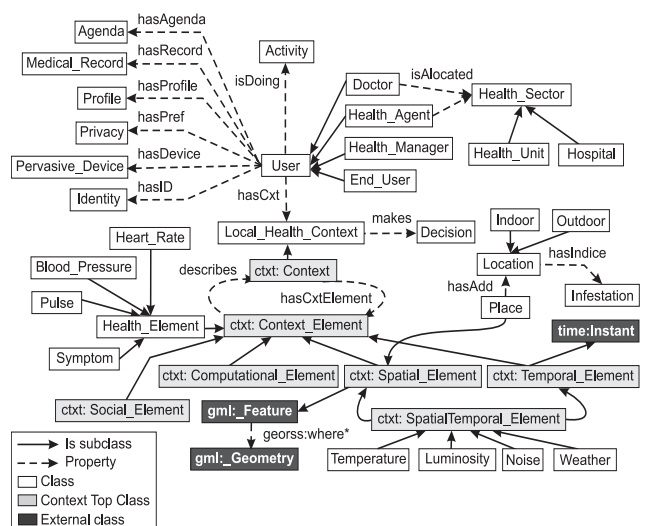 Agenda
hasAgenda
Activity
Medical_Record
hasRecord
isDoing
Doctor
isAlocated
Health_Sector
Profile
hasProfile
Health_Agent
Privacy
hasPref
Health_Manager
Health_Unit
Hospital
Pervasive_Device
hasDevice
User
End_User
Identity
hasID
hasCxt
Local_Health_Context
makes
Decision
Indoor
Outdoor
Heart_Rate
describes
ctxt: Context
Location
hasIndice
Blood_Pressure
hasCxtElement
hasAdd
Infestation
Pulse
Place
Health_Element
ctxt: Context_Element
time:Instant
Symptom
ctxt: Computational_Element
ctxt: Spatial_Element
ctxt: Temporal_Element
ctxt: Social_Element
gml:_Feature
ctxt: SpatialTemporal_Element
georss:where*
gml:_Geometry
Temperature
Luminosity
Noise
Weather
Is subclass
Property
Class
Context Top Class
External class